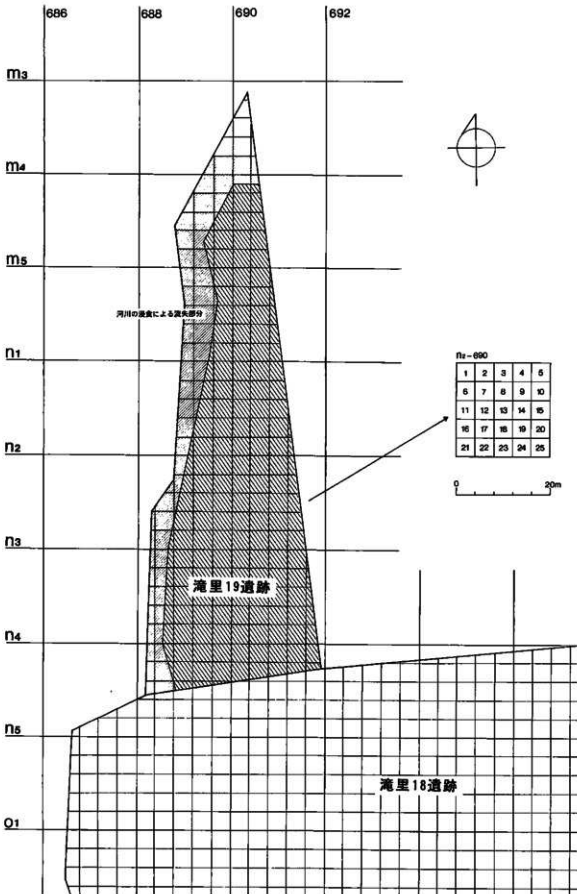 686 688 690 692
m3
m4
m5
河川の浸食による流失部分
n1
n2-690
1 2 3 4 5
6 7 8 9 10
11 12 13 14 15
16 17 18 19 20
21 22 23 24 25
n2
0 20m
n3
滝里19遺跡
n4
n5
滝里18遺跡
O1